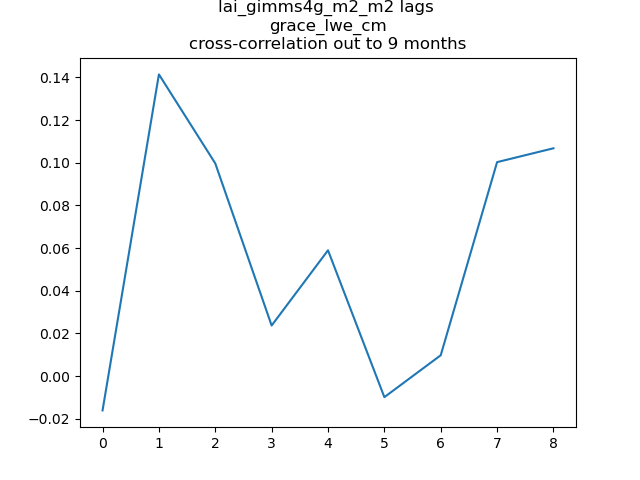 lai_gimms4g_m2_m2 lags
grace_lwe_cm
cross-correlation out to 9 months
0.14
0.12
0.10
0.08
0.06
0.04
0.02
0.00
−0.02
0 1 2 3 4 5 6 7 8